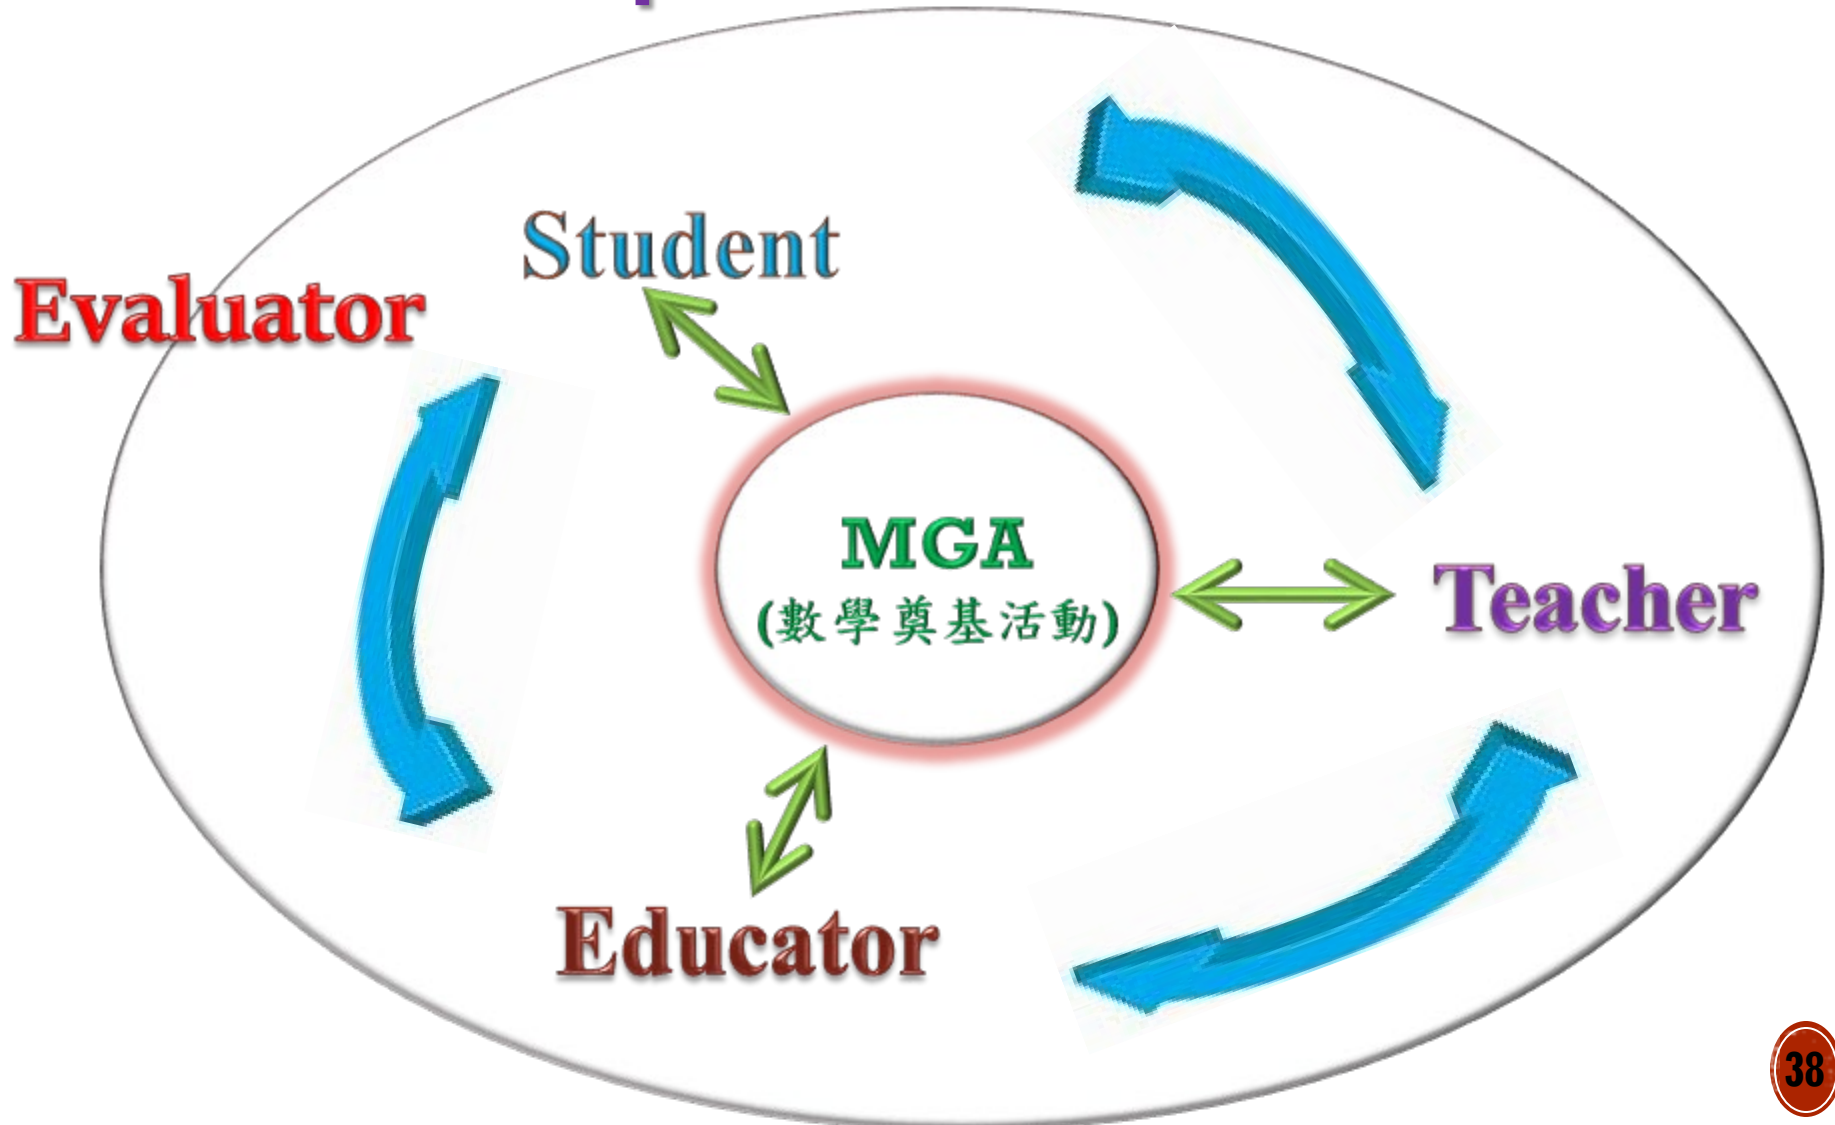 Student
Evaluator
MGA
(數學奠基活動)
Teacher
Educator
38